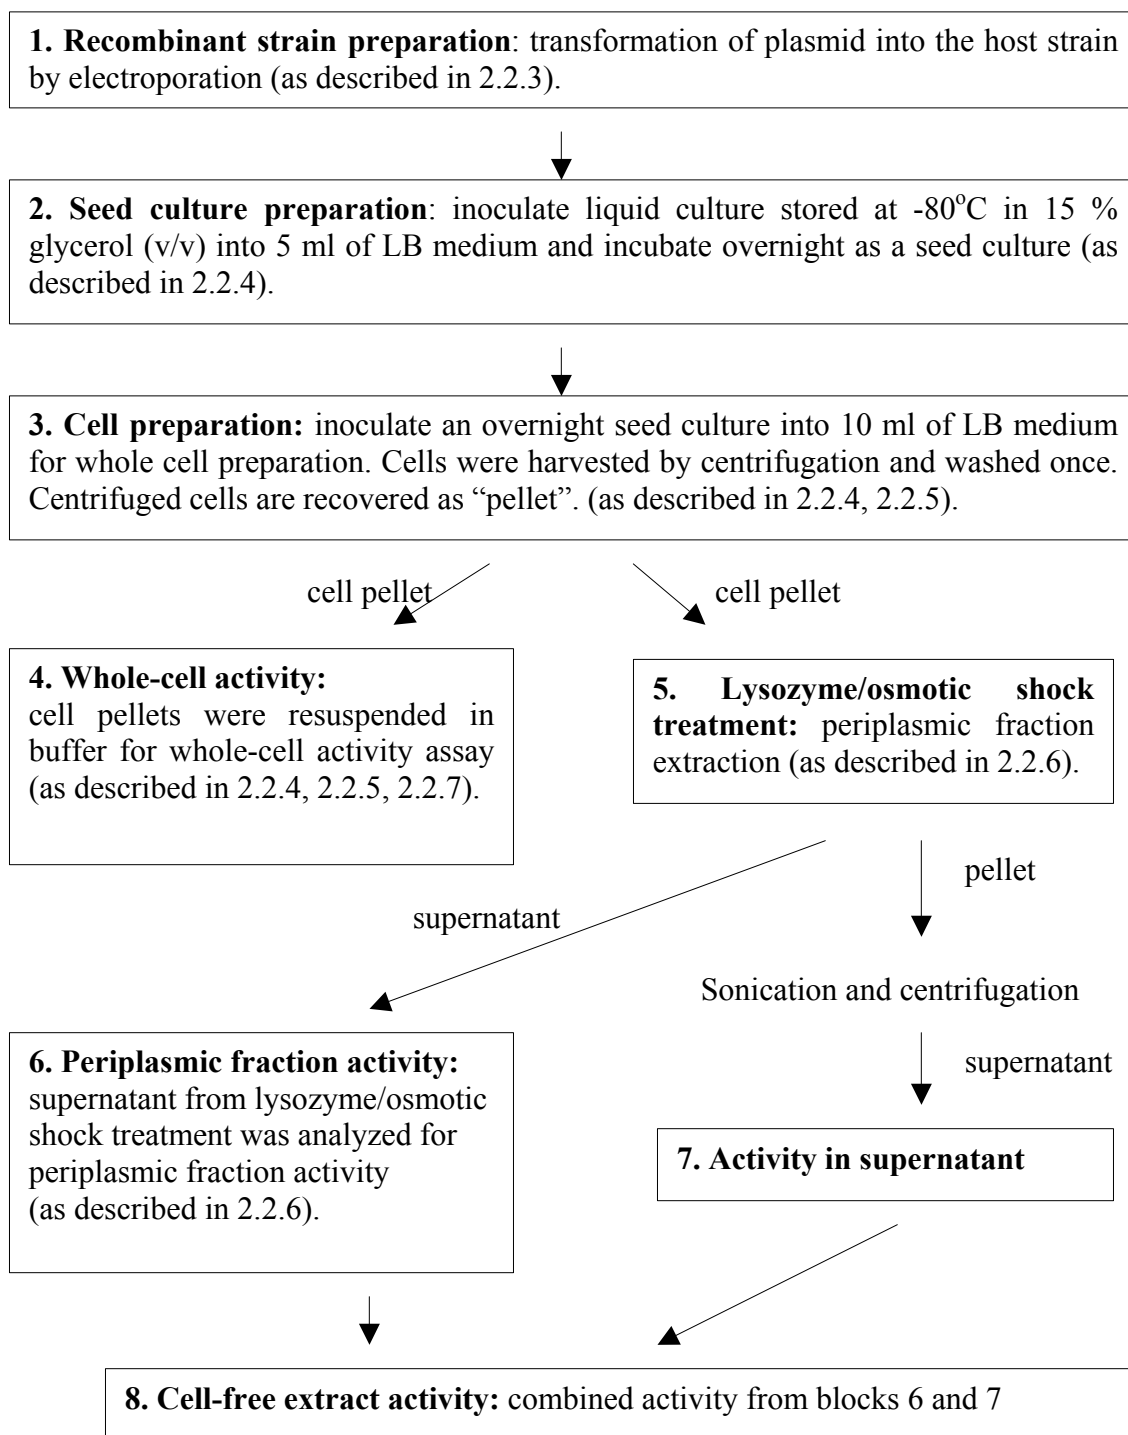 1. Recombinant strain preparation: transformation of plasmid into the host strain
by electroporation (as described in 2.2.3).
2. Seed culture preparation: inoculate liquid culture stored at -80°C in 15 %
glycerol (v/v) into 5 ml of LB medium and incubate overnight as a seed culture (as
described in 2.2.4).
3. Cell preparation: inoculate an overnight seed culture into 10 ml of LB medium
for whole cell preparation. Cells were harvested by centrifugation and washed once.
Centrifuged cells are recovered as “pellet”. (as described in 2.2.4, 2.2.5).
cell pellet
cell pellet
4. Whole-cell activity:
cell pellets were resuspended in
buffer for whole-cell activity assay
(as described in 2.2.4, 2.2.5, 2.2.7).
5. Lysozyme/osmotic shock
treatment: periplasmic fraction
extraction (as described in 2.2.6).
supernatant
pellet
Sonication and centrifugation
supernatant
6. Periplasmic fraction activity:
supernatant from lysozyme/osmotic
shock treatment was analyzed for
periplasmic fraction activity
(as described in 2.2.6).
7. Activity in supernatant
8. Cell-free extract activity: combined activity from blocks 6 and 7